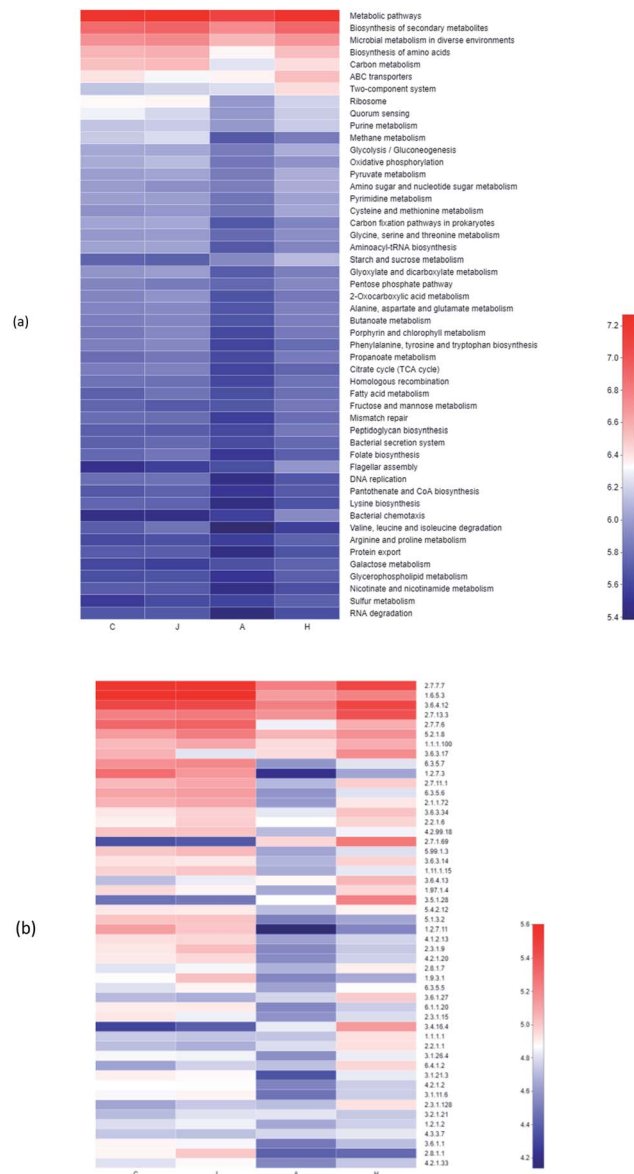 Metabolic pathways
Biosynthesis of secondary metabolites
Microbial metabolism in diverse environments
Biosynthesis of amino acids
Carbon metabolism
ABC transporters
Two-component system
Ribosome
Quorum sensing
Purine metabolism
Methane metabolism
Glycolysis / Gluconeogenesis
Oxidative phosphorylation
Pyruvate metabolism
Amino sugar and nucleotide sugar metabolism
Pyrimidine metabolism
Cysteine and methionine metabolism
Carbon fixation pathways in prokaryotes
Glycine, serine and threonine metabolism
Aminoacyl-tRNA biosynthesis
Starch and sucrose metabolism
Glyoxylate and dicarboxylate metabolism
Pentose phosphate pathway
2-Oxocarboxylic acid metabolism
Alanine, aspartate and glutamate metabolism
Butanoate metabolism
Porphyrin and chlorophyll metabolism
Phenylalanine, tyrosine and tryptophan biosynthesis
Propanoate metabolism
Citrate cycle (TCA cycle)
Homologous recombination
Fatty acid metabolism
Fructose and mannose metabolism
Mismatch repair
Peptidoglycan biosynthesis
Bacterial secretion system
Folate biosynthesis
Flagellar assembly
DNA replication
Pantothenate and CoA biosynthesis
Lysine biosynthesis
Bacterial chemotaxis
Valine, leucine and isoleucine degradation
Arginine and proline metabolism
Protein export
Galactose metabolism
Glycerophospholipid metabolism
Nicotinate and nicotinamide metabolism
Sulfur metabolism
RNA degradation
C J A H
(a)
7.2
7.0
6.8
6.6
6.4
6.2
6.0
5.8
5.6
5.4
2.7.7.7
1.6.5.3
3.6.4.12
2.7.13.3
2.7.7.6
5.2.1.8
1.1.1.100
3.6.3.17
6.3.5.7
1.2.7.3
2.7.11.1
6.3.5.6
2.1.1.72
3.6.3.34
2.2.1.6
4.2.99.18
2.7.1.69
5.99.1.3
3.6.3.14
1.11.1.15
3.6.4.13
1.97.1.4
3.5.1.28
5.4.2.12
5.1.3.2
1.2.7.11
4.1.2.13
2.3.1.9
4.2.1.20
2.8.1.7
1.9.3.1
6.3.5.5
3.6.1.27
6.1.1.20
2.3.1.15
3.4.16.4
1.1.1.1
2.2.1.1
3.1.26.4
6.4.1.2
3.1.21.3
4.2.1.2
3.1.11.6
2.3.1.128
3.2.1.21
1.2.1.2
4.3.3.7
3.6.1.1
2.8.1.1
4.2.1.33
(b)
5.6
5.4
5.2
5.0
4.8
4.6
4.4
4.2